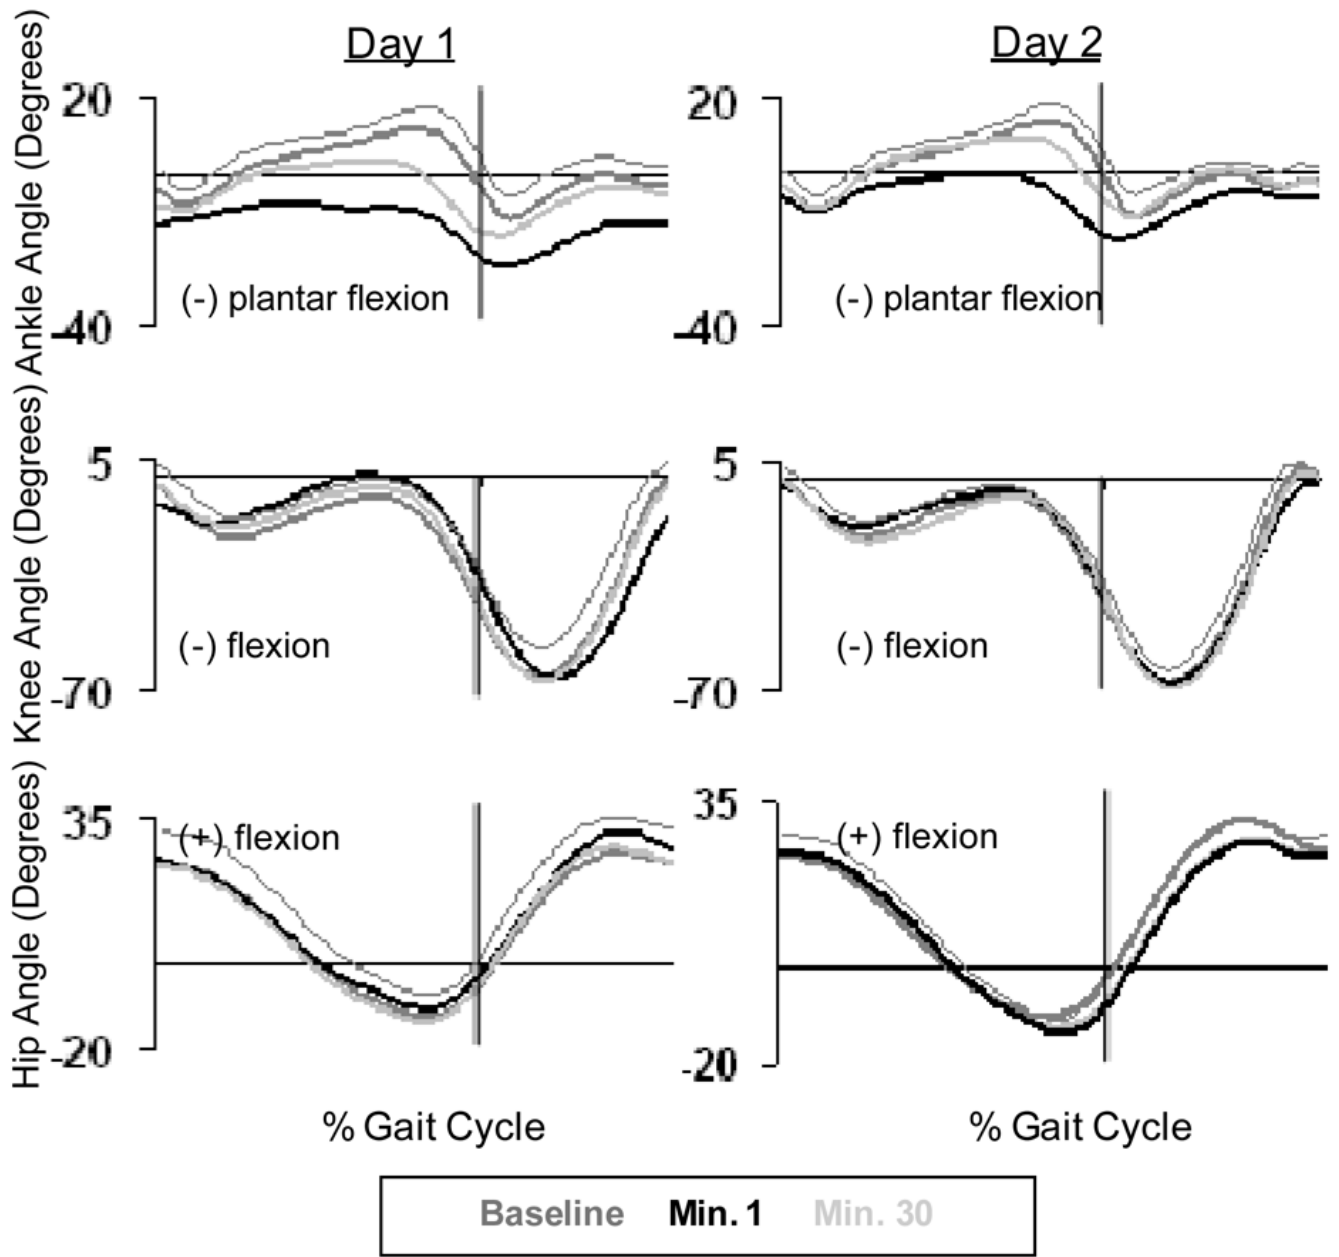 Day 1
Day 2
Ankle Angle (Degrees)
20
(-) plantar flexion
-40
20
(-) plantar flexion
-40
Knee Angle (Degrees)
5
(-) flexion
-70
5
(-) flexion
-70
Hip Angle (Degrees)
35
(+) flexion
-20
35
(+) flexion
-20
% Gait Cycle
% Gait Cycle
Baseline Min. 1 Min. 30